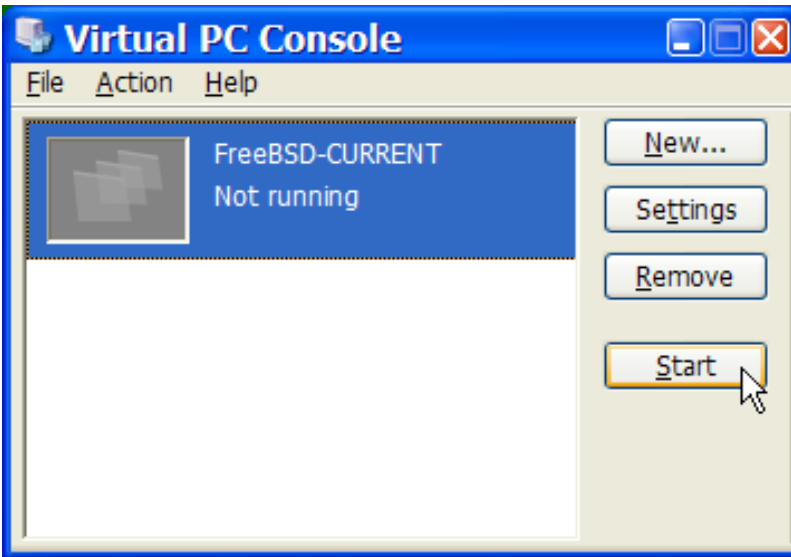 Virtual PC Console
File Action Help
FreeBSD-CURRENT
Not running
New...
Settings
Remove
Start